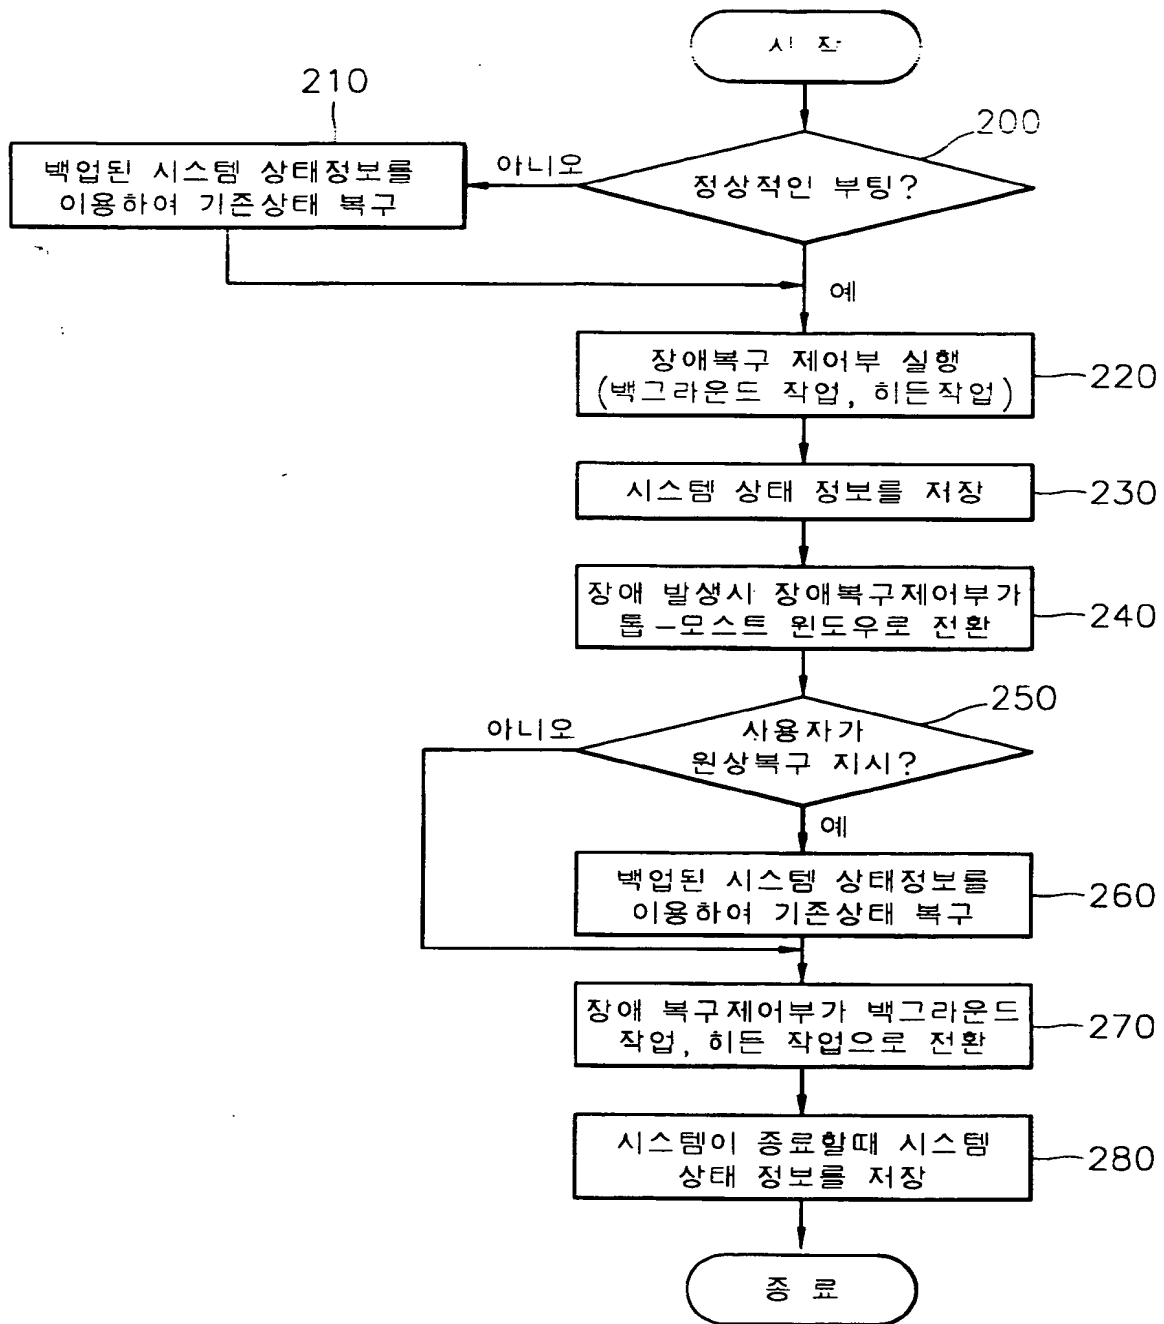 시 작
200
정상적인 부팅?
아니오
210
백업된 시스템 상태정보를
이용하여 기존상태 복구
예
장애복구 제어부 실행
(백그라운드 작업, 히든작업)
220
시스템 상태 정보를 저장
230
장애 발생시 장애복구제어부가
톱-모스트 윈도우로 전환
240
250
사용자가
원상복구 지시?
아니오
예
백업된 시스템 상태정보를
이용하여 기존상태 복구
260
장애 복구제어부가 백그라운드
작업, 히든 작업으로 전환
270
시스템이 종료할때 시스템
상태 정보를 저장
280
종 료